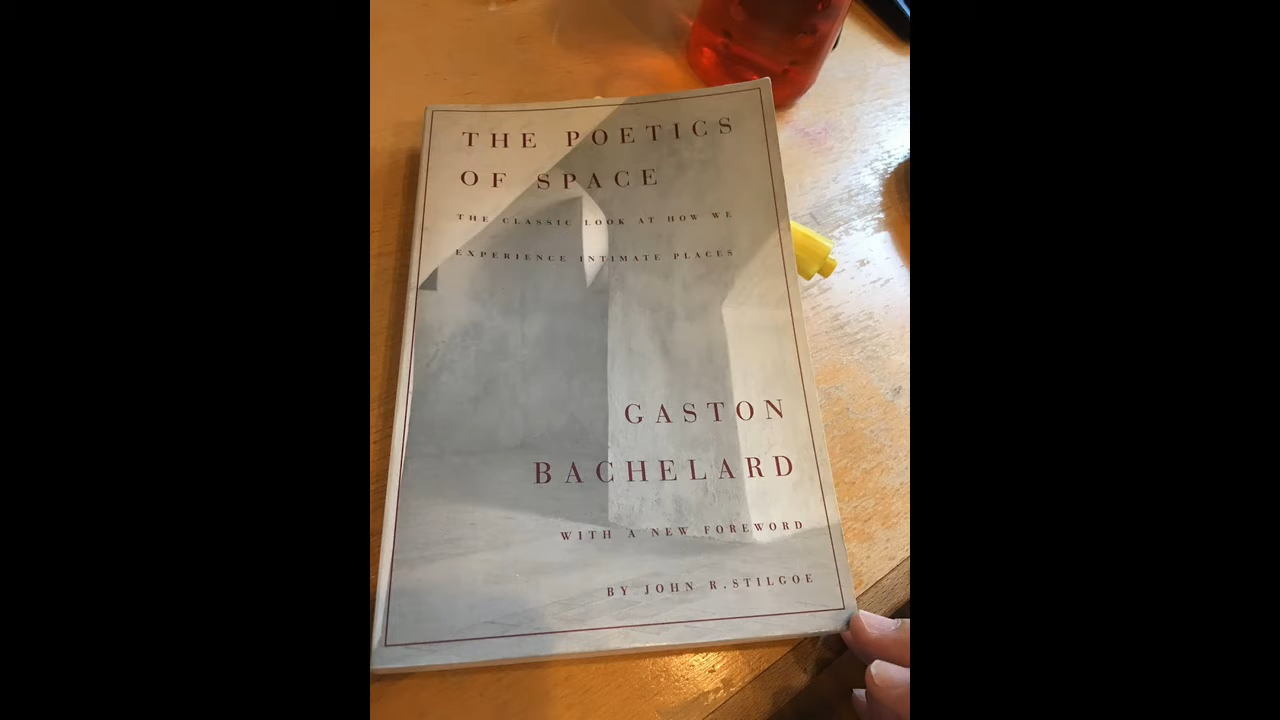 THE POETICS
OF SPACE
THE CLASSIC LOOK AT HOW WE
EXPERIENCE INTIMATE PLACES
GASTON
BACHELARD
WITH A NEW FOREWORD
BY JOHN R. STILGOE